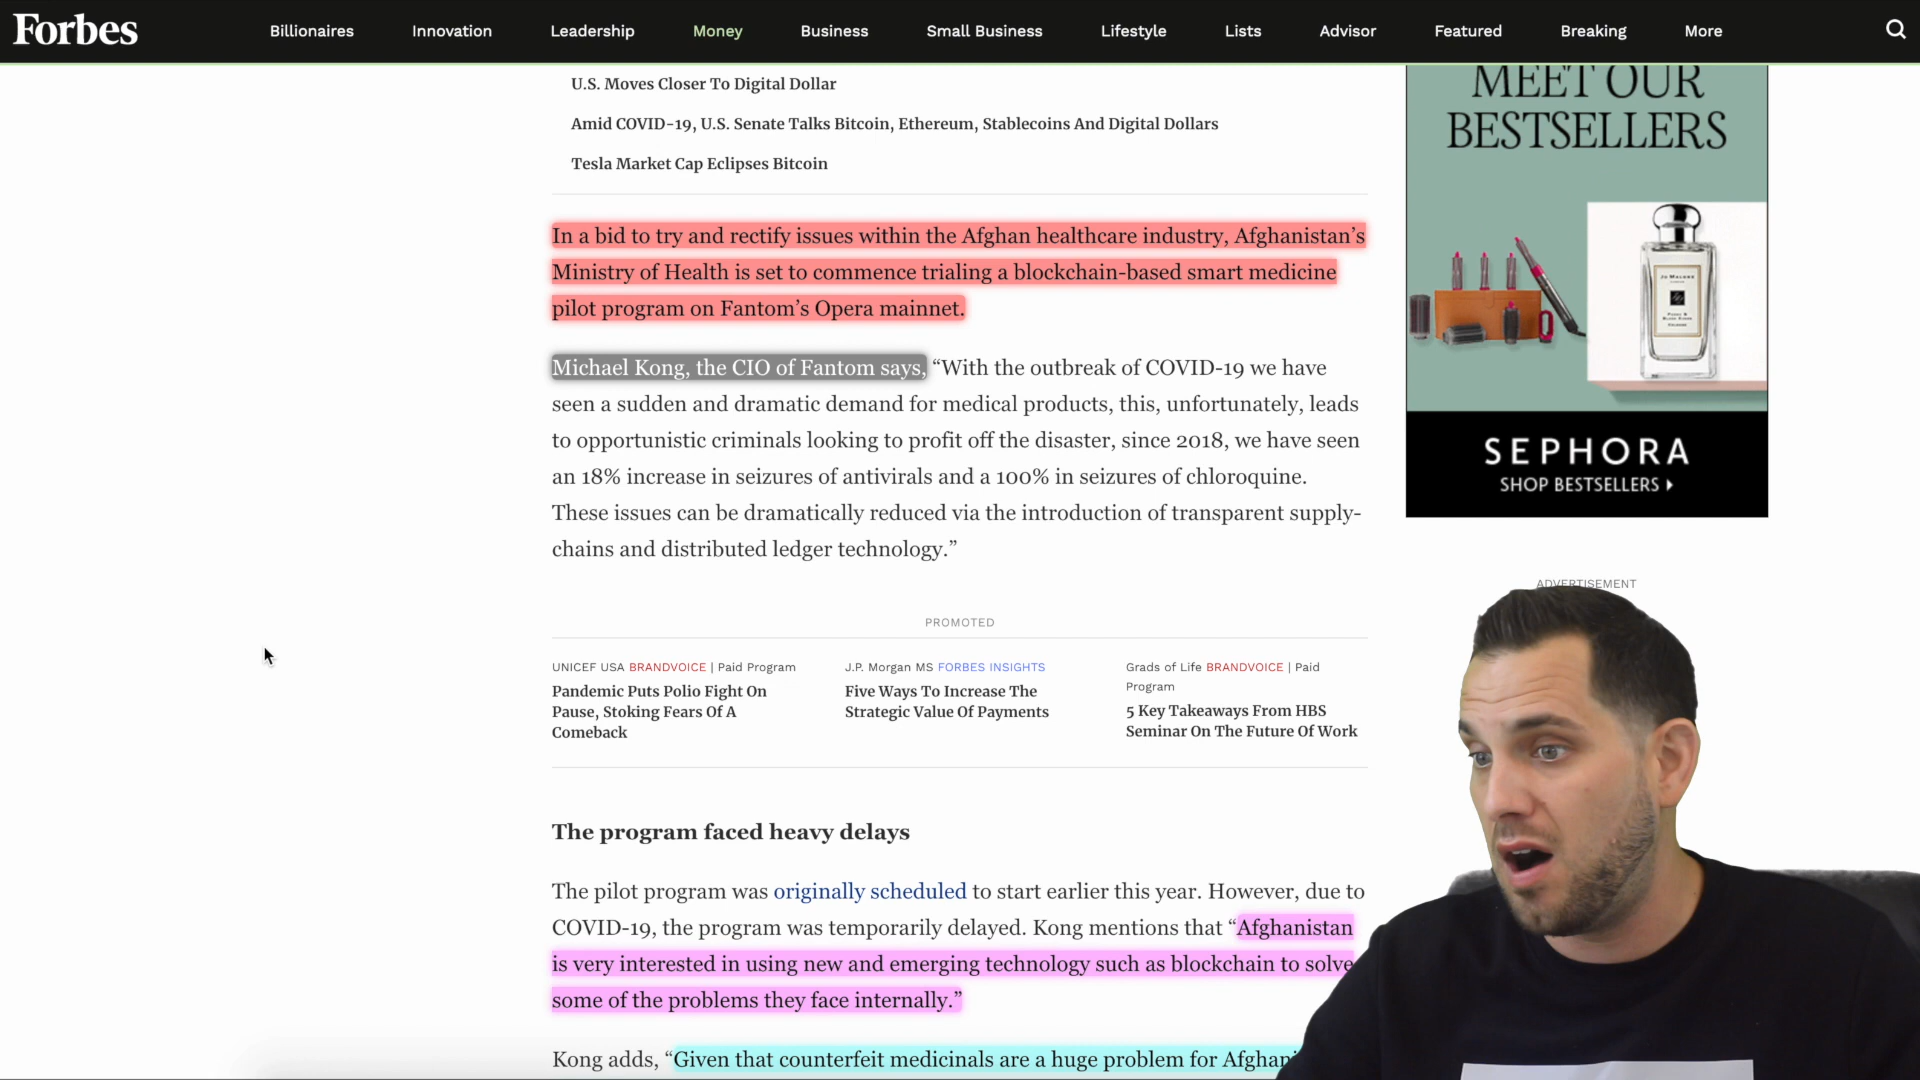 Forbes
Billionaires Innovation Leadership Money Business Small Business Lifestyle Lists Advisor Featured Breaking More
U.S. Moves Closer To Digital Dollar
Amid COVID-19, U.S. Senate Talks Bitcoin, Ethereum, Stablecoins And Digital Dollars
Tesla Market Cap Eclipses Bitcoin
In a bid to try and rectify issues within the Afghan healthcare industry, Afghanistan’s
Ministry of Health is set to commence trialing a blockchain-based smart medicine
pilot program on Fantom’s Opera mainnet.
Michael Kong, the CIO of Fantom says, “With the outbreak of COVID-19 we have
seen a sudden and dramatic demand for medical products, this, unfortunately, leads
to opportunistic criminals looking to profit off the disaster, since 2018, we have seen
an 18% increase in seizures of antivirals and a 100% in seizures of chloroquine.
These issues can be dramatically reduced via the introduction of transparent supply-
chains and distributed ledger technology.”
PROMOTED
UNICEF USA BRANDVOICE | Paid Program
Pandemic Puts Polio Fight On
Pause, Stoking Fears Of A
Comeback
J.P. Morgan MS FORBES INSIGHTS
Five Ways To Increase The
Strategic Value Of Payments
Grads of Life BRANDVOICE | Paid
Program
5 Key Takeaways From HBS
Seminar On The Future Of Work
The program faced heavy delays
The pilot program was originally scheduled to start earlier this year. However, due to
COVID-19, the program was temporarily delayed. Kong mentions that “Afghanistan
is very interested in using new and emerging technology such as blockchain to solve
some of the problems they face internally.”
Kong adds, “Given that counterfeit medicinals are a huge problem for Afghani
MEET OUR
BESTSELLERS
JO MALONE
LONDON
SEPHORA
SHOP BESTSELLERS
ADVERTISEMENT